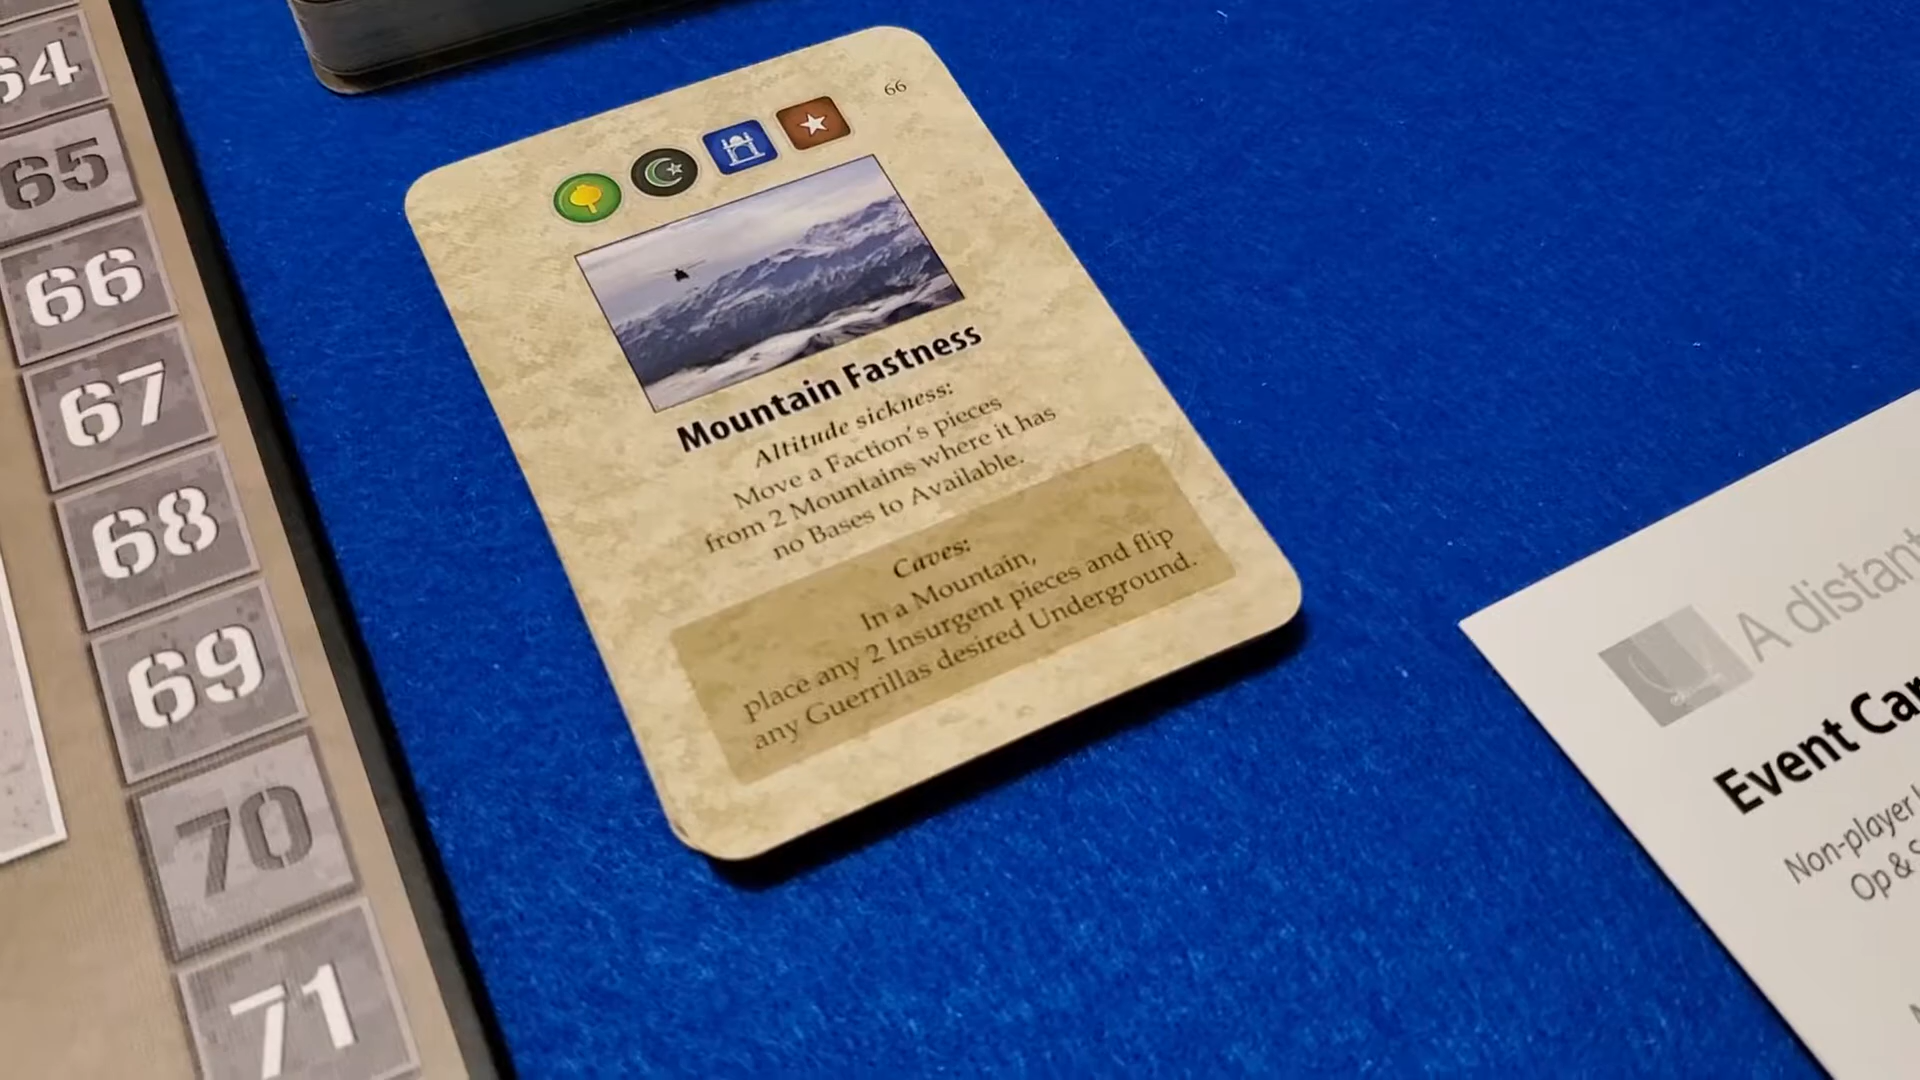 64
65
66
67
68
69
70
71
66
Mountain Fastness
Altitude sickness:
Move a Faction's pieces
from 2 Mountains where it has
no Bases to Available.
Caves:
In a Mountain,
place any 2 Insurgent pieces and flip
any Guerrillas desired Underground.
A distant
Event
Non-player
Op &